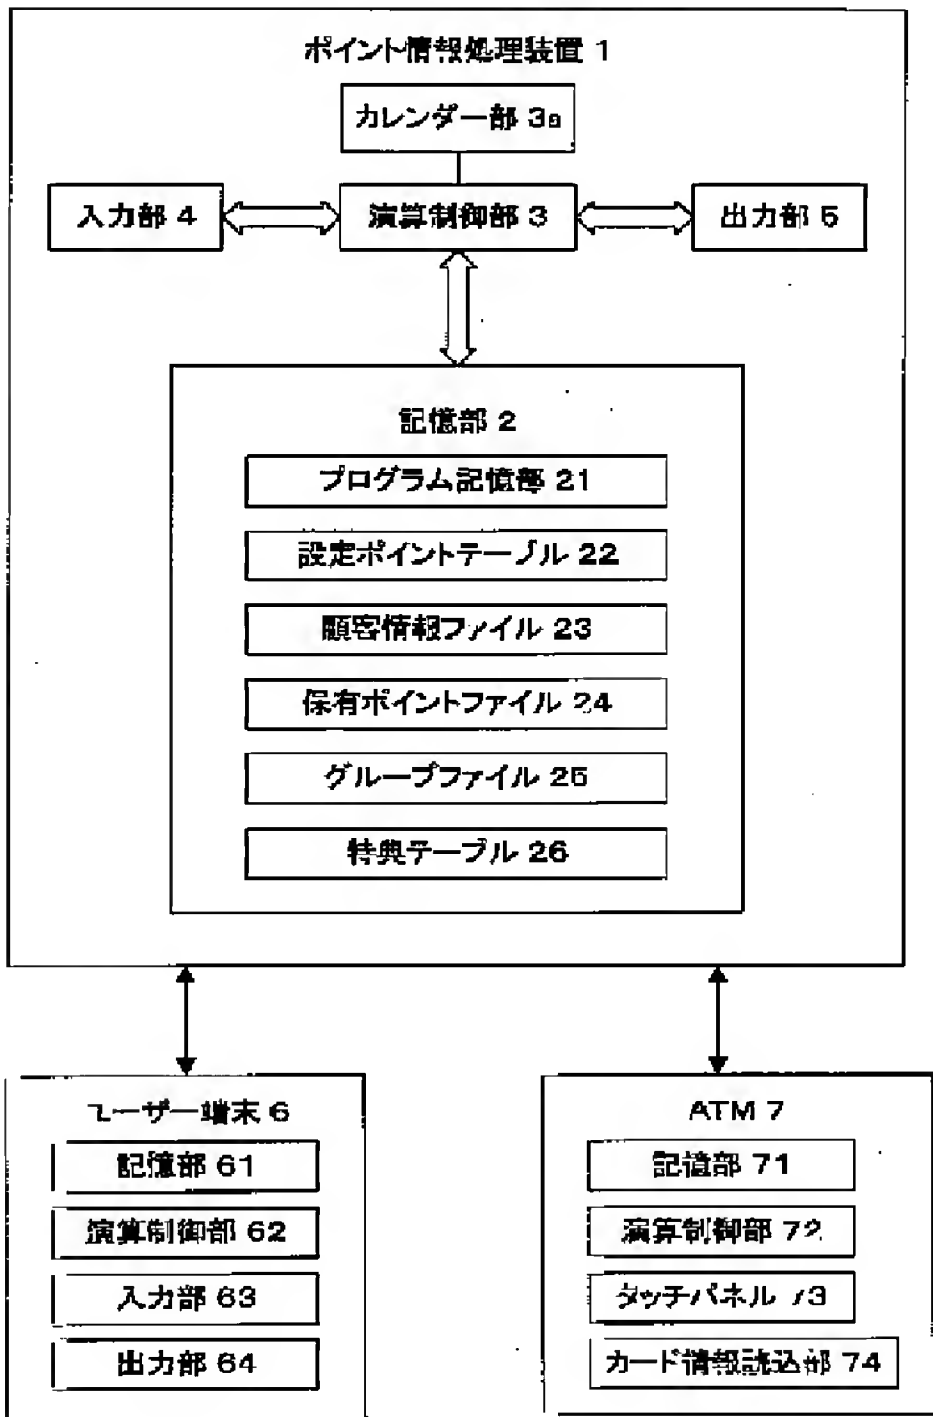 ポイント情報処理装置 1
カレンダー部 3a
入力部 4
演算制御部 3
出力部 5
記憶部 2
プログラム記憶部 21
設定ポイントテーブル 22
顧客情報ファイル 23
保有ポイントファイル 24
グループファイル 25
特典テーブル 26
ユーザー端末 6
記憶部 61
演算制御部 62
入力部 63
出力部 64
ATM 7
記憶部 71
演算制御部 72
タッチパネル 73
カード情報読込部 74